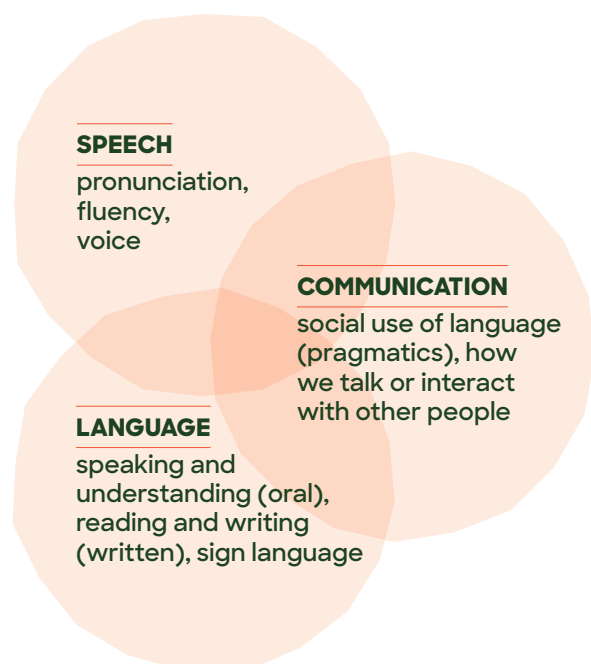 SPEECH
pronunciation,
fluency,
voice
COMMUNICATION
social use of language
(pragmatics), how
we talk or interact
with other people
LANGUAGE
speaking and
understanding (oral),
reading and writing
(written), sign language